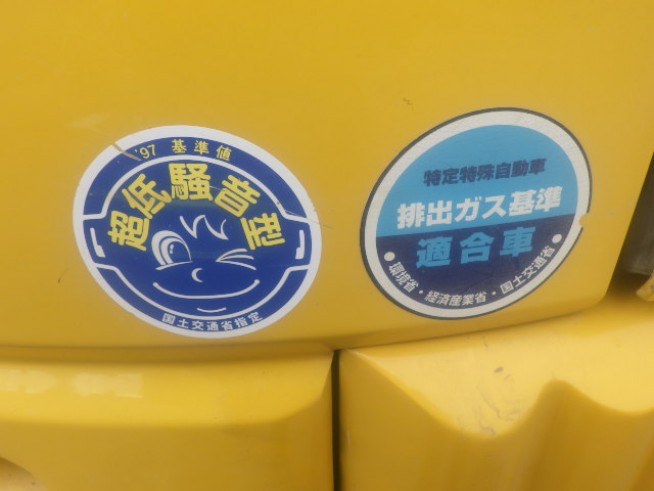 '97 基準値
超低騒音型
国土交通省指定
特定特殊自動車
排出ガス基準
適合車
環境省・経済産業省・国土交通省